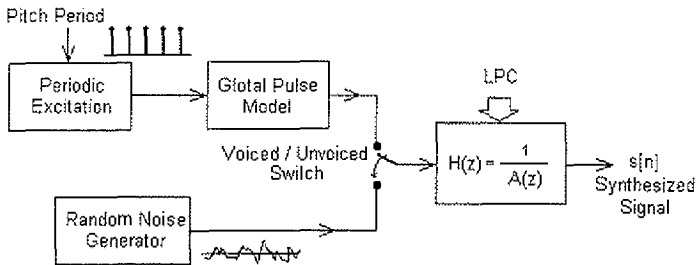 Pitch Period
Periodic
Excitation
Glotal Pulse
Model
LPC
Voiced / Unvoiced
Switch
H(z) = 1 / A(z)
s[n]
Synthesized
Signal
Random Noise
Generator